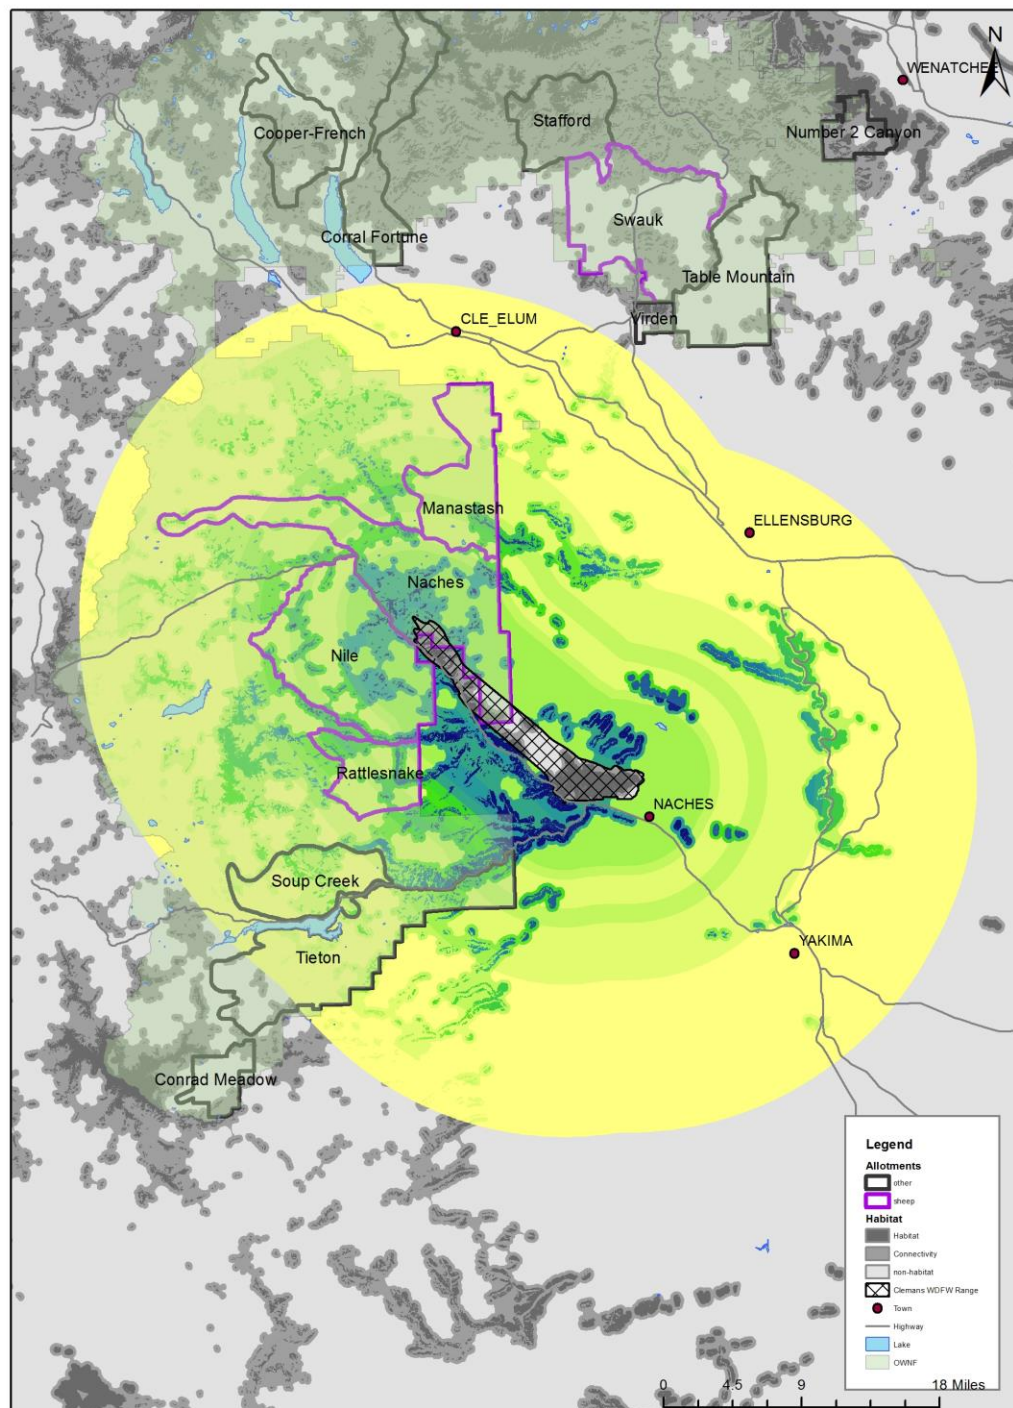 N
WENATCHEE
Cooper-French
Stafford
Number 2 Canyon
Swauk
Corral Fortune
Table Mountain
Virden
CLE_ELUM
Manastash
ELLENSBURG
Naches
Nile
Rattlesnake
NACHES
Soup Creek
YAKIMA
Tieton
Conrad Meadow
Legend
Allotments
other
sheep
Habitat
Habitat
Connectivity
non-habitat
Clemans WDFW Range
Town
Highway
Lake
OWNF
0 4.5 9 18 Miles